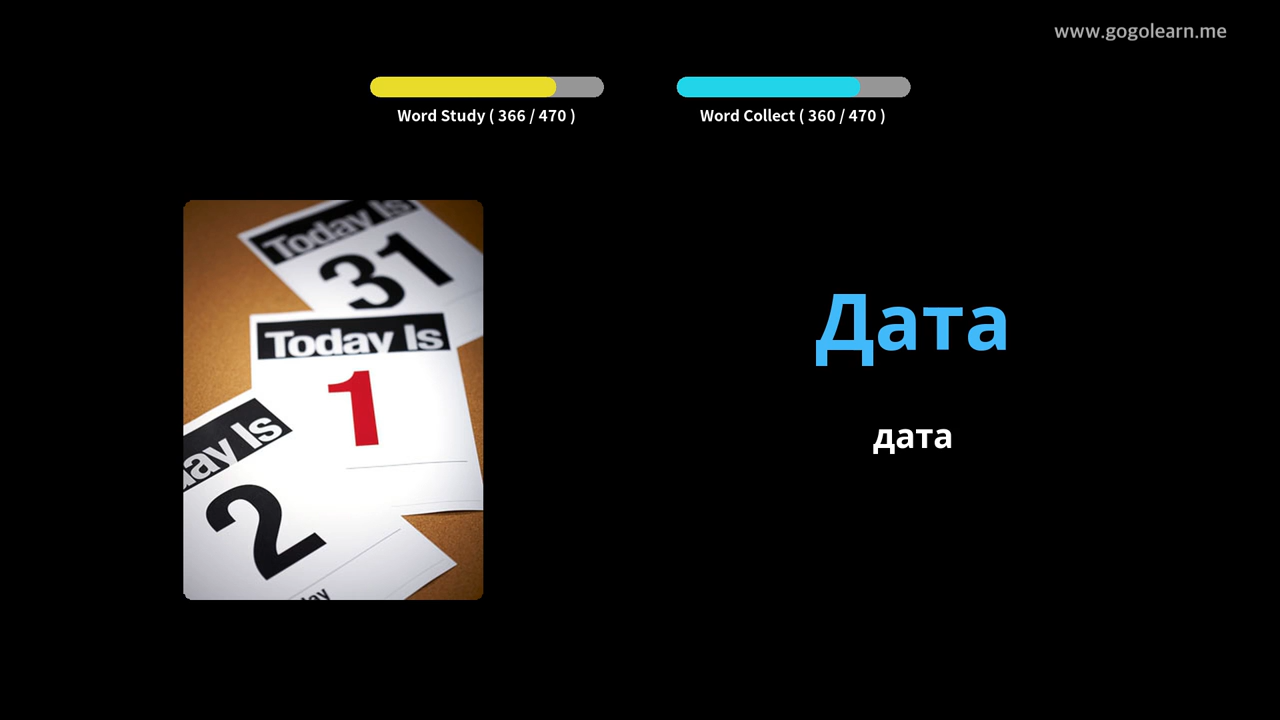 www.gogolearn.me
Word Study ( 366 / 470 )
Word Collect ( 360 / 470 )
Today Is
31
Today Is
1
ay Is
2
Дата
дата